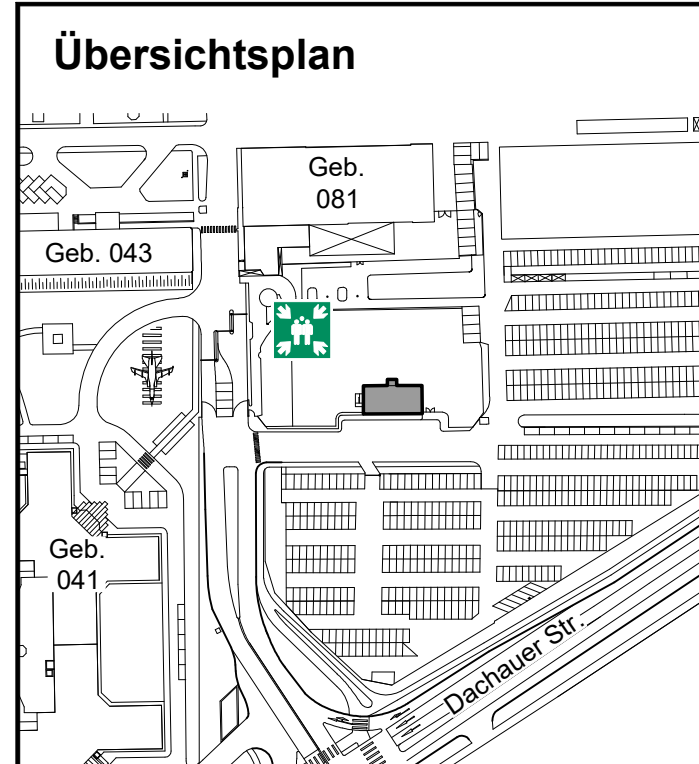 Übersichtsplan
Geb.
081
Geb. 043
Geb.
041
Dachauer Str.